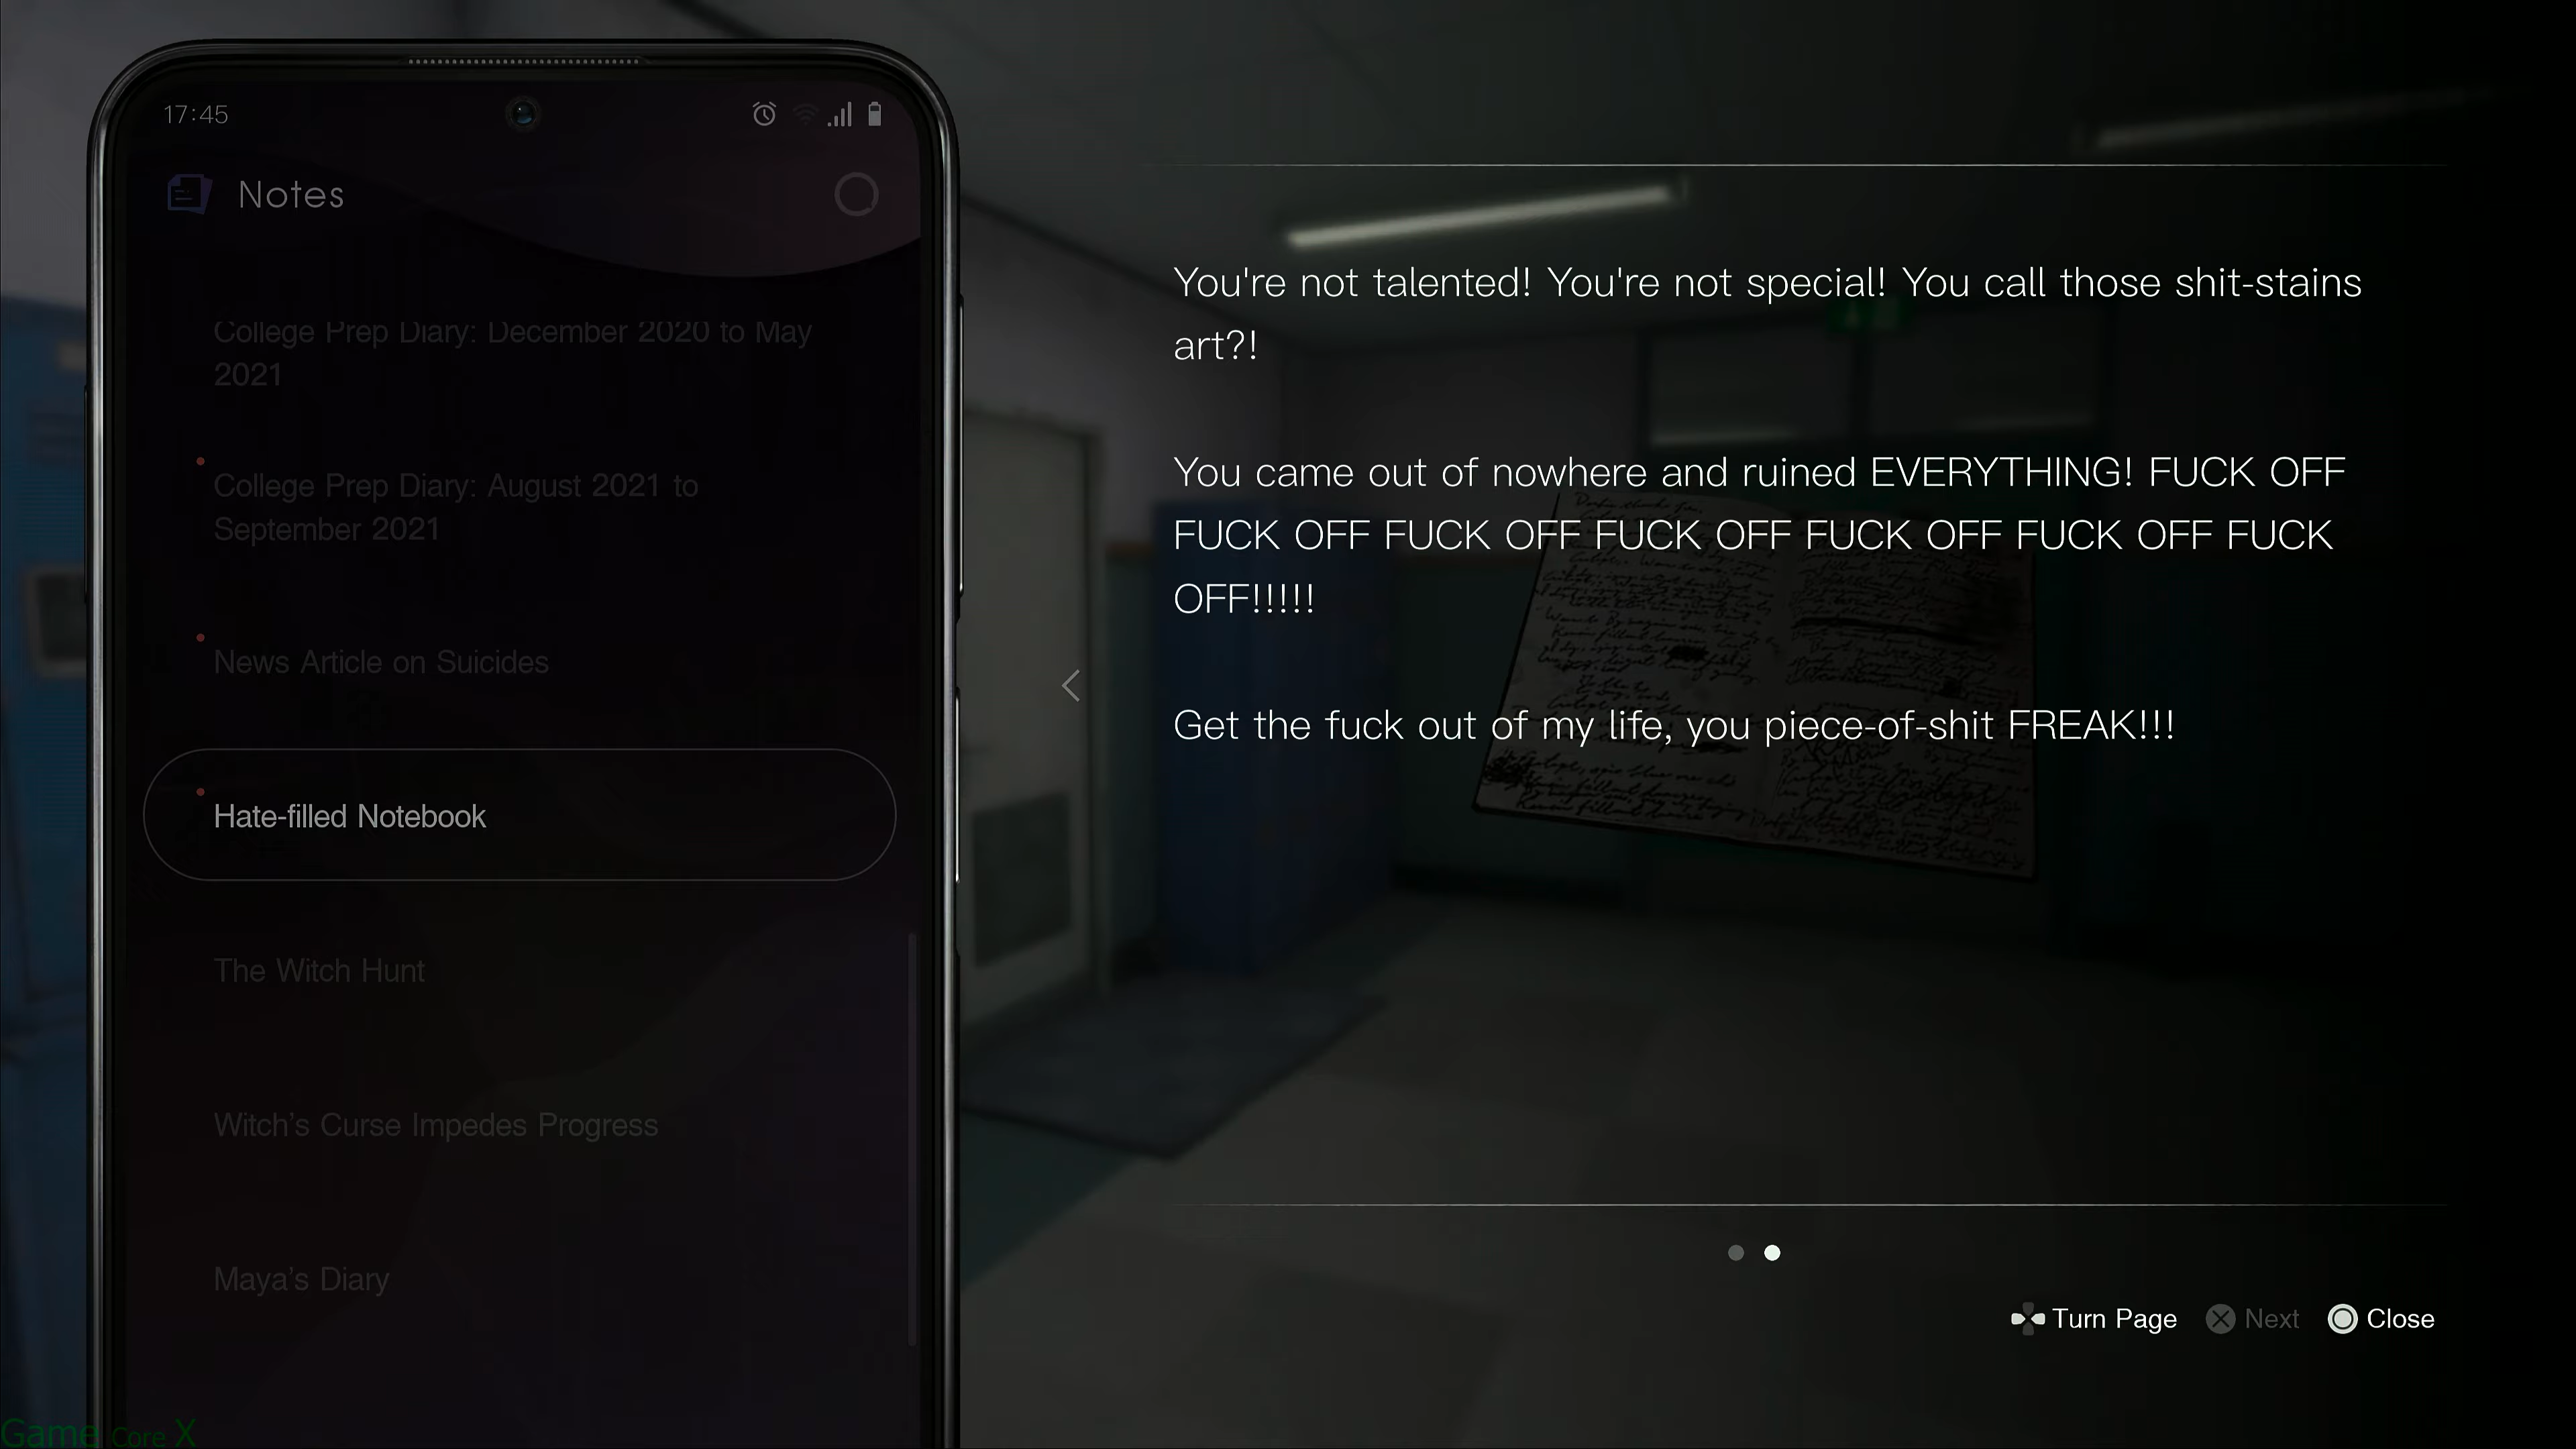 17:45
Notes
College Prep Diary: December 2020 to May
2021
College Prep Diary: August 2021 to
September 2021
News Article on Suicides
Hate-filled Notebook
The Witch Hunt
Witch's Curse Impedes Progress
Maya's Diary
You're not talented! You're not special! You call those shit-stains
art?!
You came out of nowhere and ruined EVERYTHING! FUCK OFF
FUCK OFF FUCK OFF FUCK OFF FUCK OFF FUCK OFF FUCK
OFF!!!!!
Get the fuck out of my life, you piece-of-shit FREAK!!!
Turn Page Next Close
Game Core X